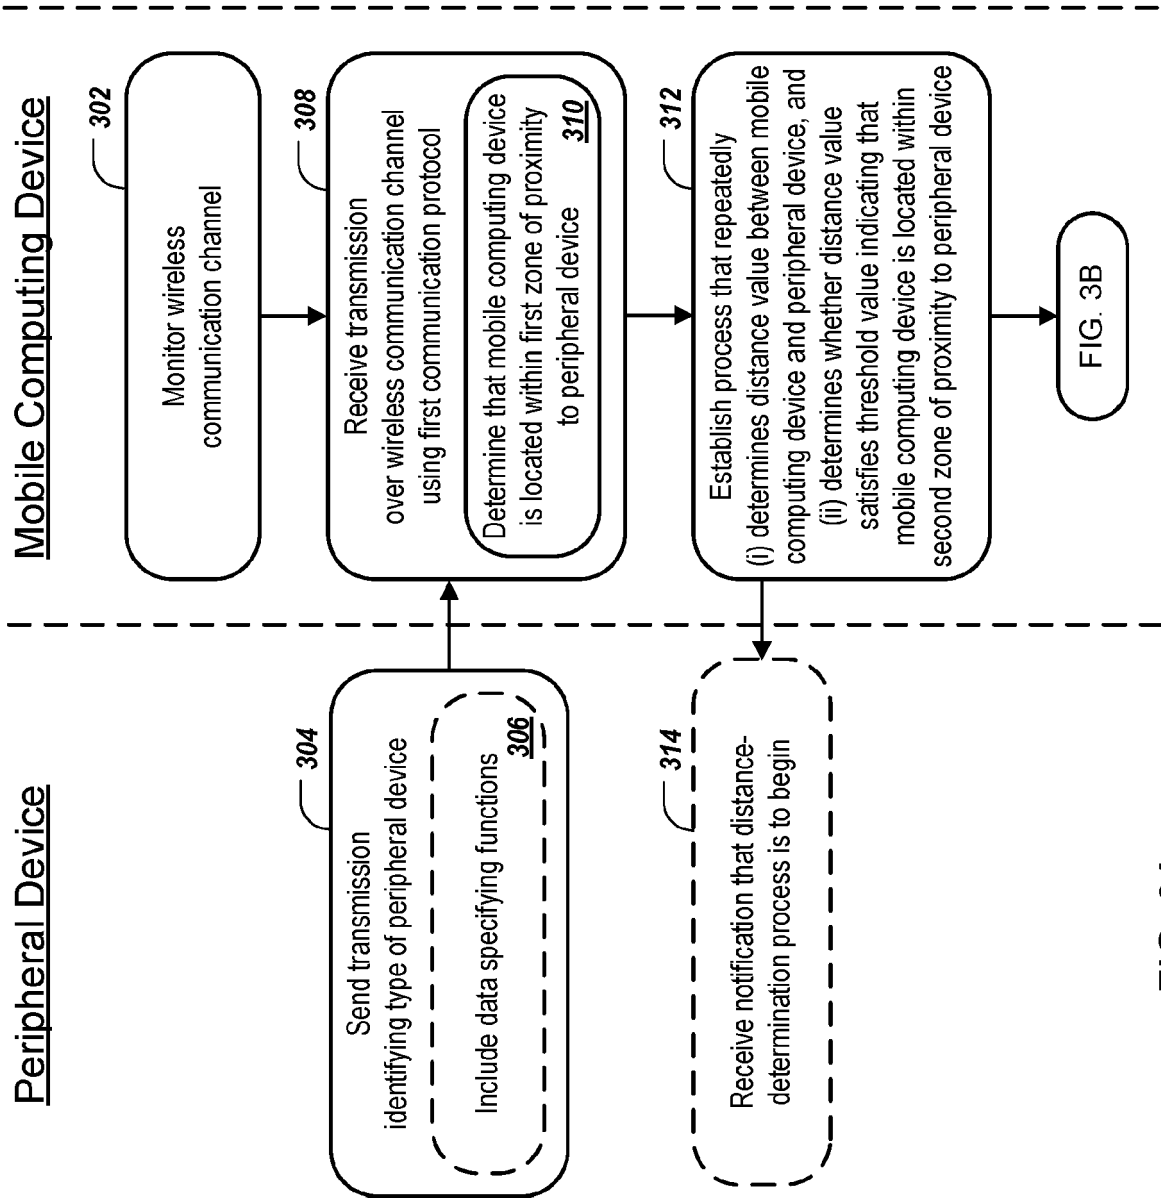 Peripheral Device
Mobile Computing Device
302
Monitor wireless
communication channel
304
Send transmission
identifying type of peripheral device
Include data specifying functions
306
308
Receive transmission
over wireless communication channel
using first communication protocol
Determine that mobile computing device
is located within first zone of proximity
to peripheral device
310
312
Establish process that repeatedly
(i) determines distance value between mobile
computing device and peripheral device, and
(ii) determines whether distance value
satisfies threshold value indicating that
mobile computing device is located within
second zone of proximity to peripheral device
314
Receive notification that distance-
determination process is to begin
FIG. 3B